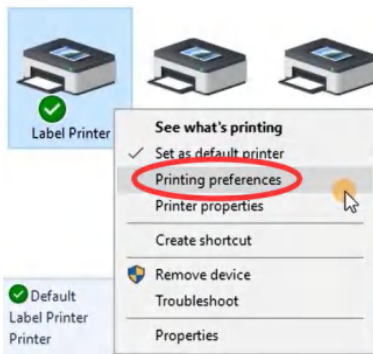 Label Printer
See what's printing
Set as default printer
Printing preferences
Printer properties
Create shortcut
Remove device
Troubleshoot
Properties
Default
Label Printer
Printer